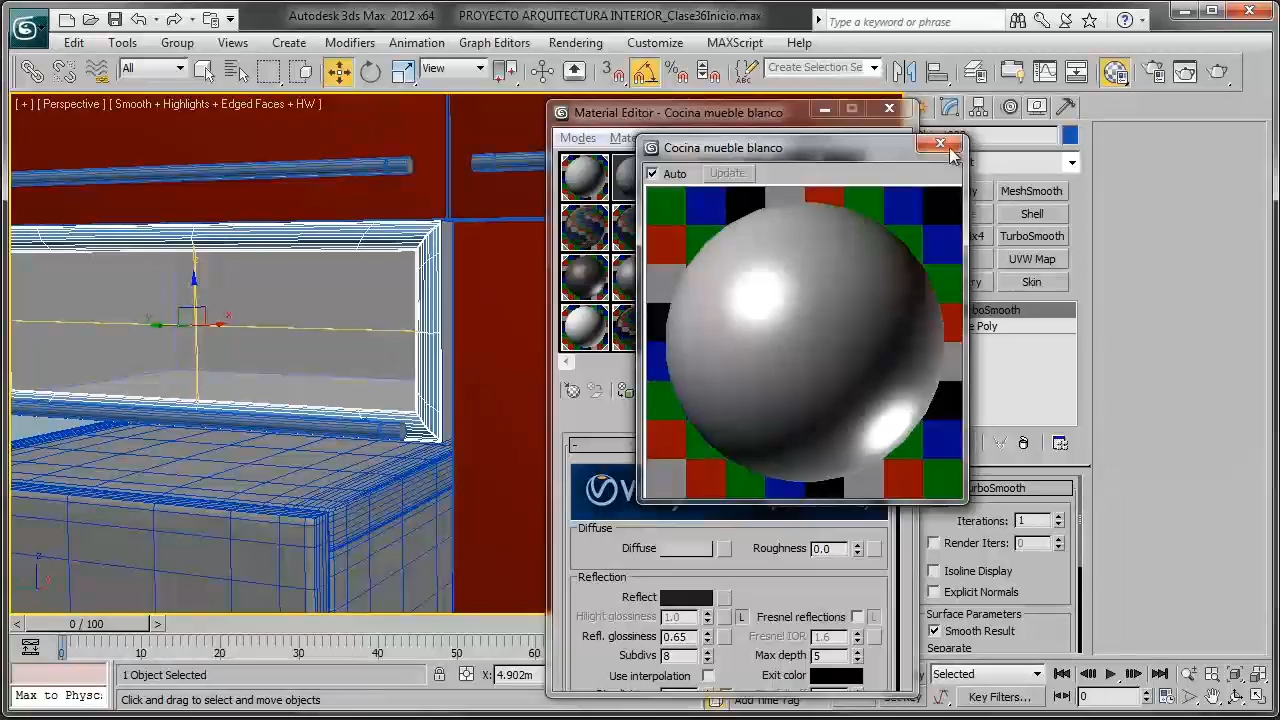 Autodesk 3ds Max 2012 x64 PROYECTO ARQUITECTURA INTERIOR_Clase36Inicio.max
Type a keyword or phrase
Edit Tools Group Views Create Modifiers Animation Graph Editors Rendering Customize MAXScript Help
All View Create Selection Se
[ + ] [ Perspective ] [ Smooth + Highlights + Edged Faces + HW ]
Material Editor - Cocina mueble blanco
Modes Mate
Cocina mueble blanco
Auto Update
MeshSmooth
Shell
ix4 TurboSmooth
UVW Map
Skin
rboSmooth
e Poly
rboSmooth
Iterations: 1
Render Iters: 0
Isoline Display
Explicit Normals
Surface Parameters
Smooth Result
Separate
Diffuse
Diffuse Roughness 0.0
Reflection
Reflect
Hilight glossiness 1.0 L Fresnel reflections L
Refl. glossiness 0.65 Fresnel IOR 1.6
Subdivs 8 Max depth 5
Use interpolation Exit color
0 / 100
0 10 20 30 40 50
1 Object Selected X: 4.902m
Selected
Max to Physc
Click and drag to select and move objects
Add Time Tag
Key Filters...
0